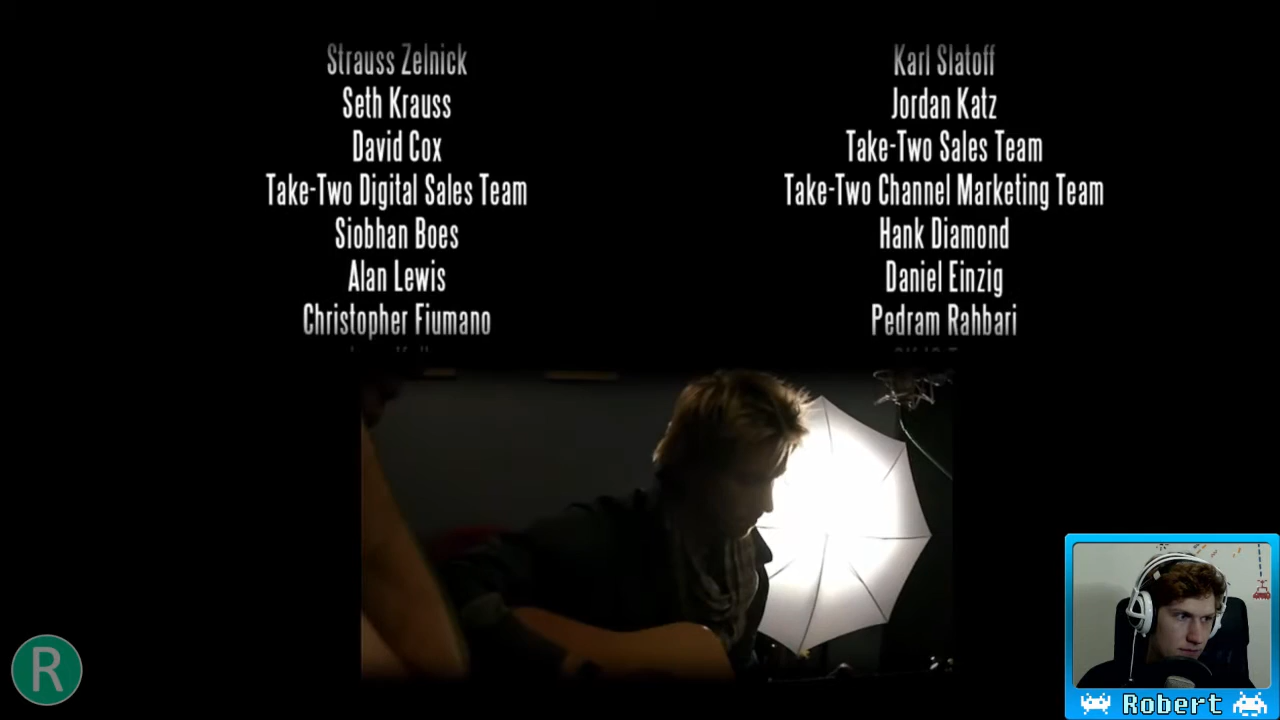 Strauss Zelnick
Karl Slatoff
Seth Krauss
Jordan Katz
David Cox
Take-Two Sales Team
Take-Two Digital Sales Team
Take-Two Channel Marketing Team
Siobhan Boes
Hank Diamond
Alan Lewis
Daniel Einzig
Christopher Fiumano
Pedram Rahbari
R
Robert